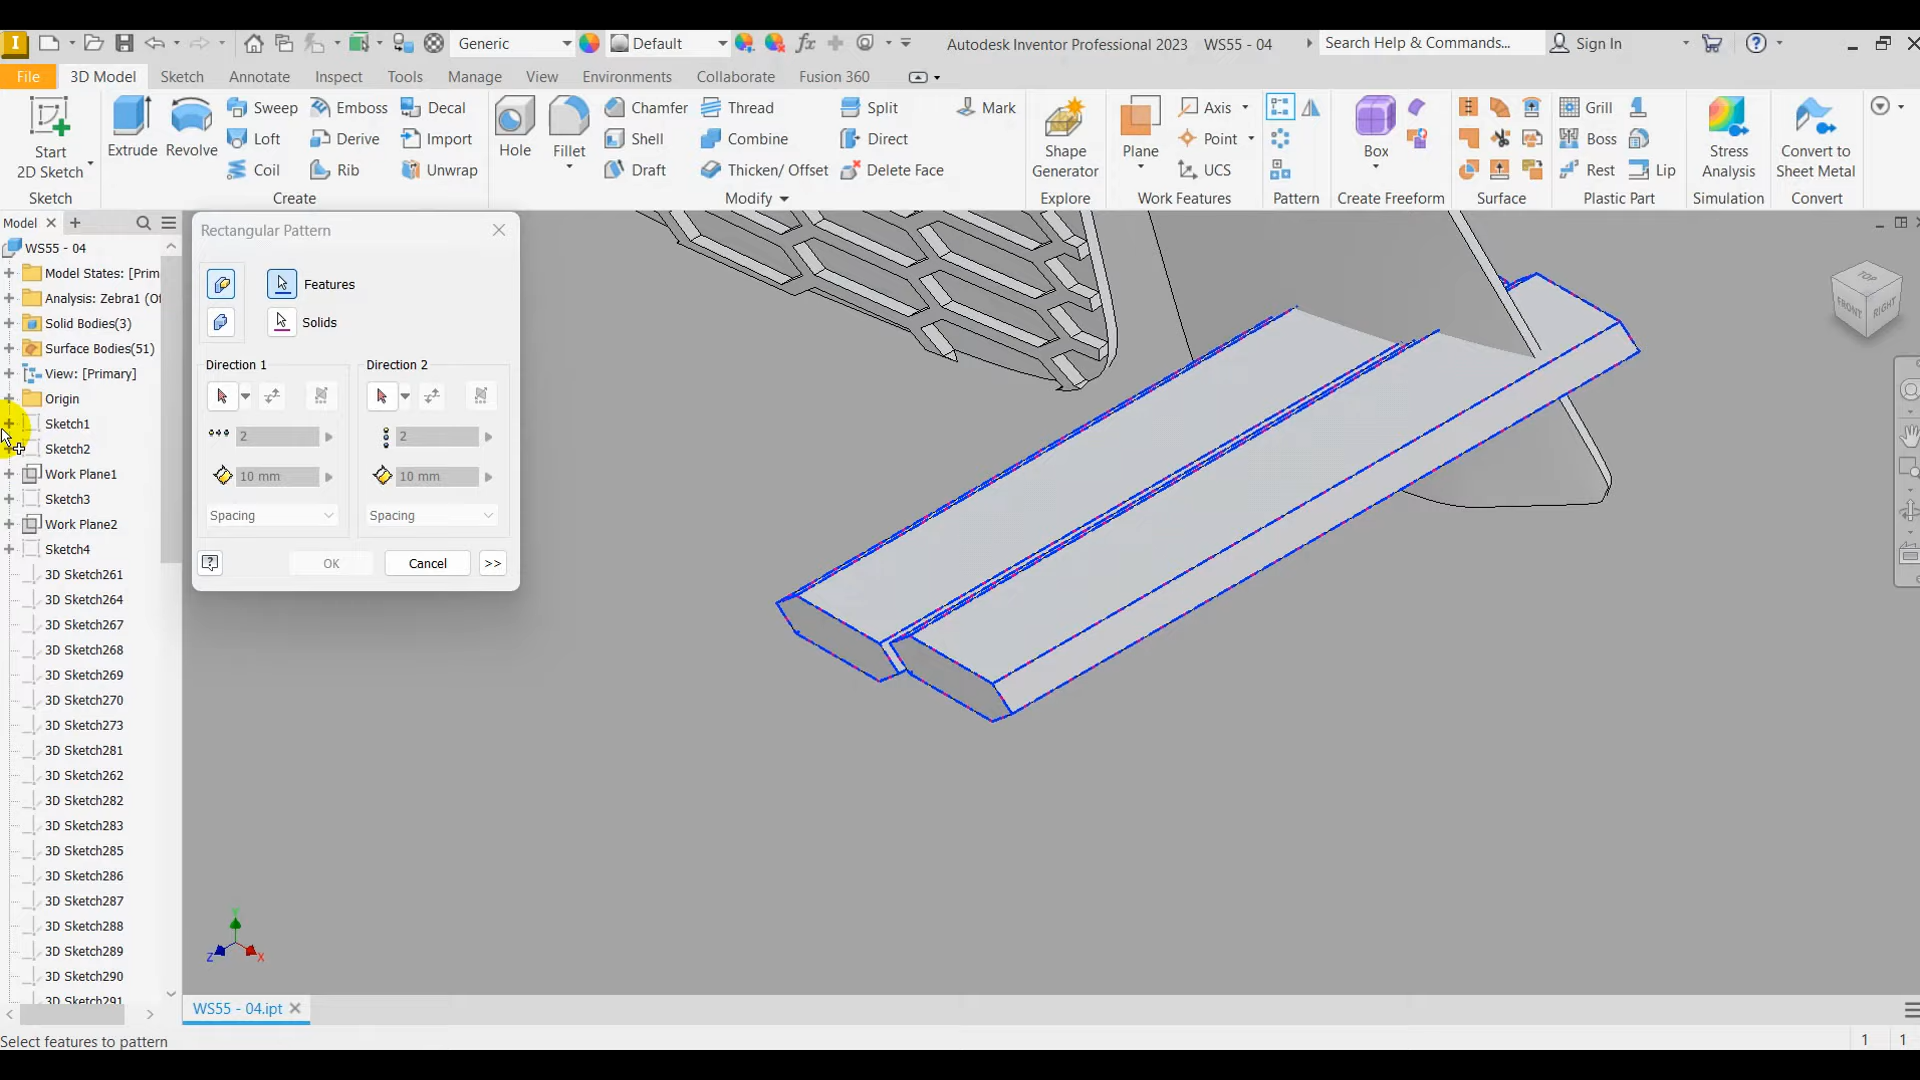 Generic
Default
Autodesk Inventor Professional 2023
WS55 - 04
Search Help & Commands...
Sign In
File
3D Model
Sketch
Annotate
Inspect
Tools
Manage
View
Environments
Collaborate
Fusion 360
Start
2D Sketch
Extrude
Revolve
Sweep
Emboss
Decal
Loft
Derive
Import
Coil
Rib
Unwrap
Hole
Fillet
Chamfer
Thread
Split
Mark
Shell
Combine
Direct
Draft
Thicken/ Offset
Delete Face
Shape
Generator
Plane
Axis
Point
UCS
Box
Grill
Boss
Rest
Lip
Stress
Analysis
Convert to
Sheet Metal
Sketch
Create
Modify
Explore
Work Features
Pattern
Create Freeform
Surface
Plastic Part
Simulation
Convert
Model
WS55 - 04
Model States: [Prim
Analysis: Zebra1 (Of
Solid Bodies(3)
Surface Bodies(51)
View: [Primary]
Origin
Sketch1
Sketch2
Work Plane1
Sketch3
Work Plane2
Sketch4
3D Sketch261
3D Sketch264
3D Sketch267
3D Sketch268
3D Sketch269
3D Sketch270
3D Sketch273
3D Sketch281
3D Sketch262
3D Sketch282
3D Sketch283
3D Sketch285
3D Sketch286
3D Sketch287
3D Sketch288
3D Sketch289
3D Sketch290
3D Sketch291
Rectangular Pattern
Features
Solids
Direction 1
Direction 2
2
2
10 mm
10 mm
Spacing
Spacing
OK
Cancel
>>
TOP
FRONT
RIGHT
Y
Z
X
WS55 - 04.ipt
Select features to pattern
1
1